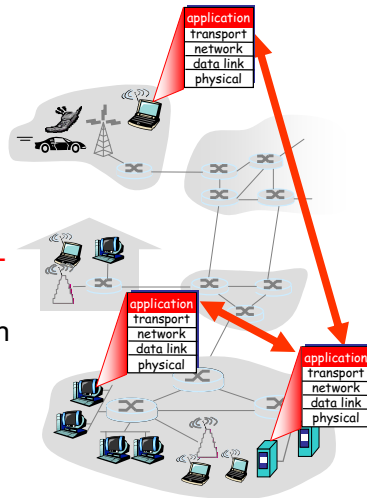 application
transport
network
data link
physical
application
transport
network
data link
physical
application
transport
network
data link
physical